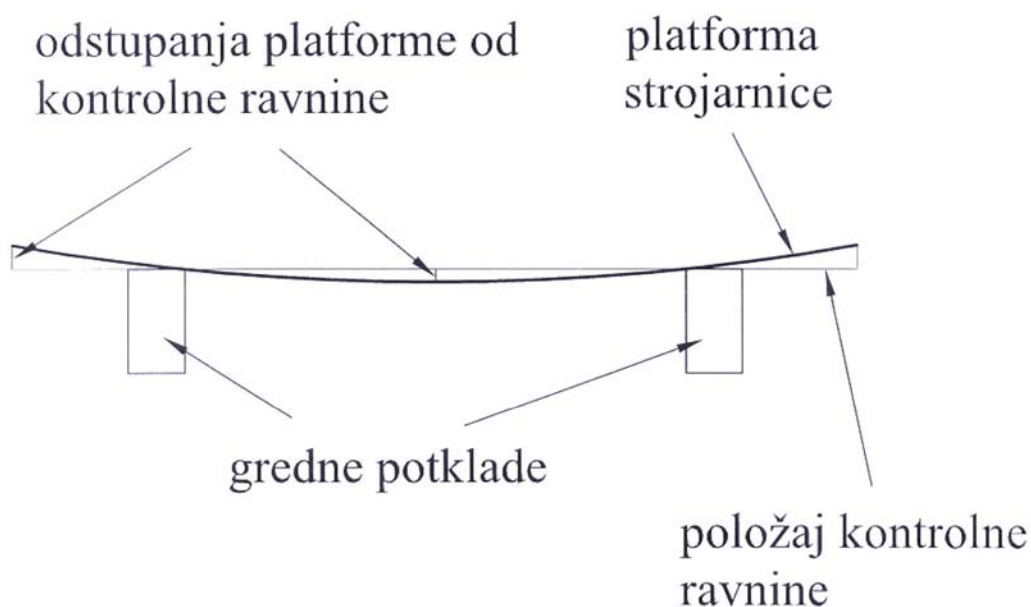 odstupanja platforme od
kontrolne ravnine
platforma
strojarnice
gredne potklade
položaj kontrolne
ravnine